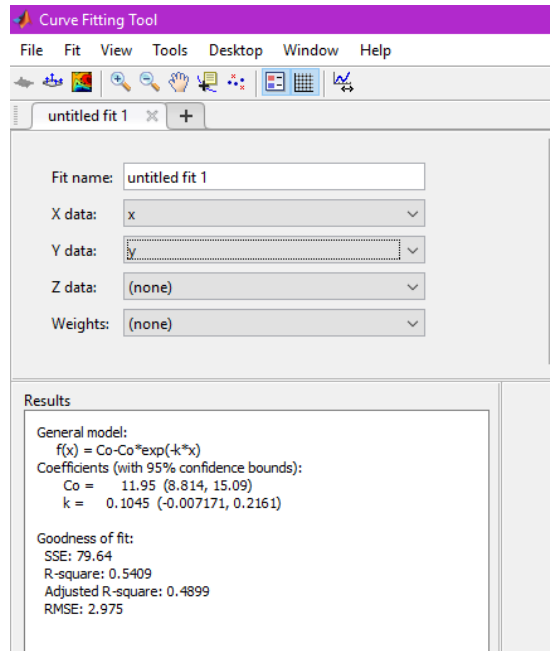 Curve Fitting Tool
File Fit View Tools Desktop Window Help
untitled fit 1
Fit name: untitled fit 1
X data: x
Y data: y
Z data: (none)
Weights: (none)
Results
General model:
f(x) = Co-Co*exp(-k*x)
Coefficients (with 95% confidence bounds):
Co = 11.95 (8.814, 15.09)
k = 0.1045 (-0.007171, 0.2161)
Goodness of fit:
SSE: 79.64
R-square: 0.5409
Adjusted R-square: 0.4899
RMSE: 2.975